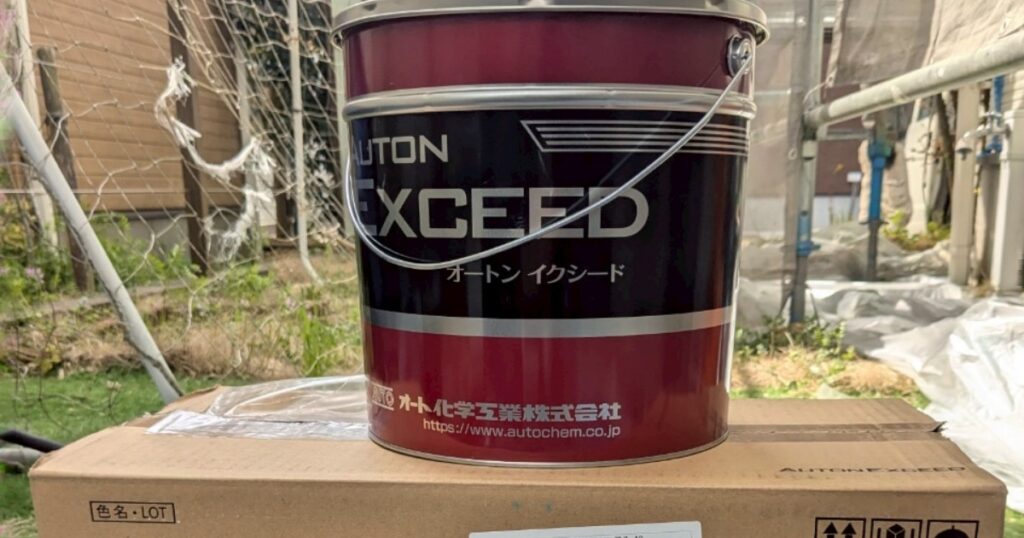 AUTON
EXCEED
オートン イクシード
オート化学工業株式会社
https://www.autochem.co.jp
AUTON EXCEED
色名・LOT